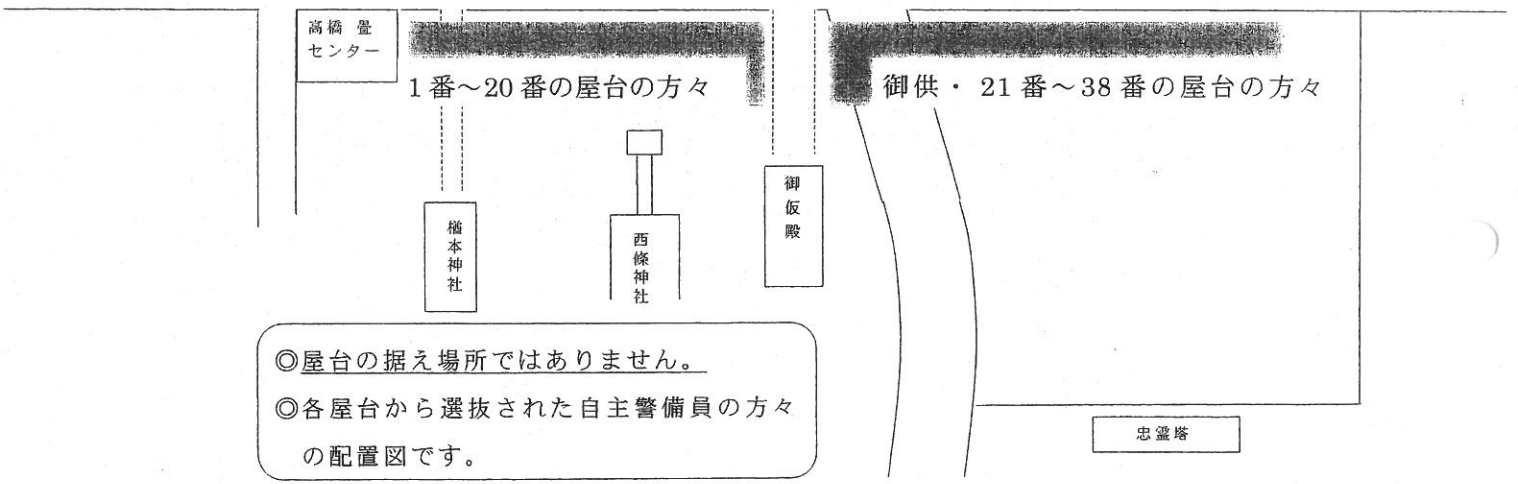 高橋 畳
センター
1番～20番の屋台の方々
御供・ 21番～38番の屋台の方々
楢本神社
西條神社
御仮殿
◎屋台の据え場所ではありません。
◎各屋台から選抜された自主警備員の方々
の配置図です。
忠霊塔